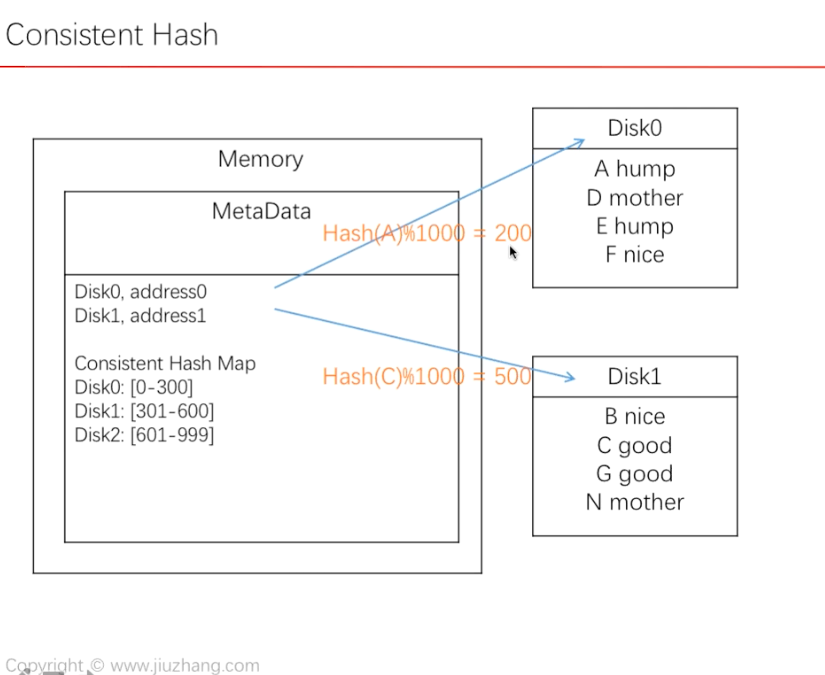 Consistent Hash
Memory
MetaData
Hash(A)%1000 = 200
Disk0, address0
Disk1, address1
Consistent Hash Map
Disk0: [0-300]
Disk1: [301-600]
Disk2: [601-999]
Hash(C)%1000 = 500
Disk0
A hump
D mother
E hump
F nice
Disk1
B nice
C good
G good
N mother
Copyright © www.jiuzhang.com